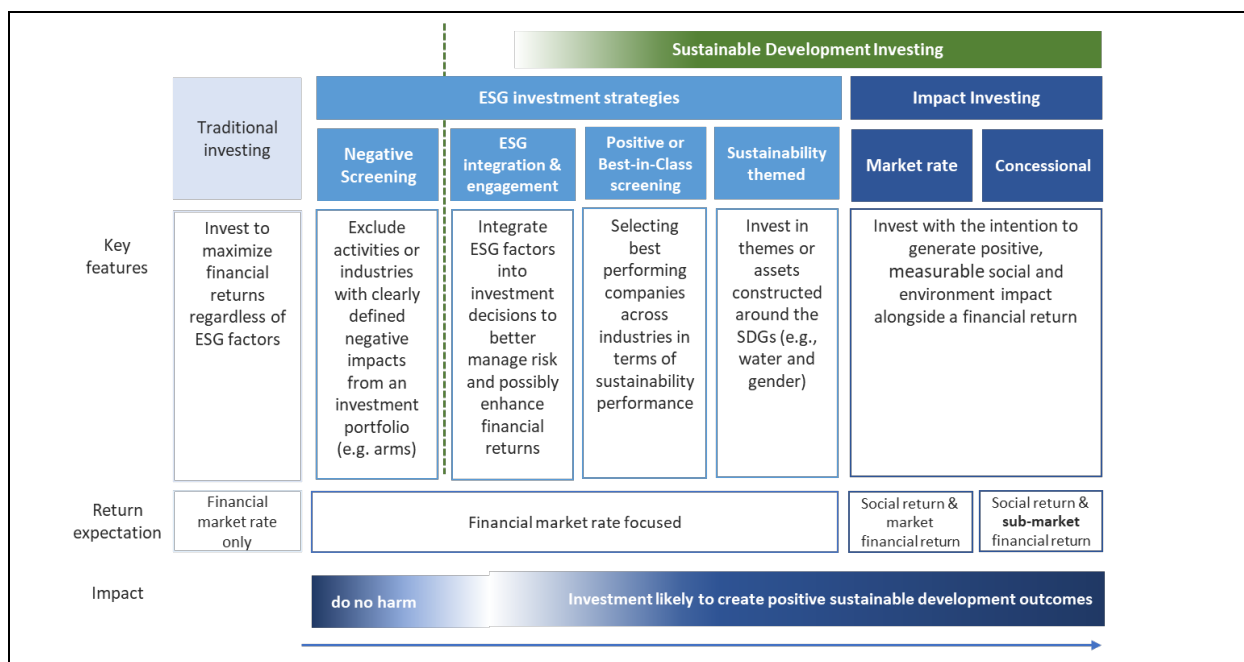 Sustainable Development Investing
ESG investment strategies
Impact Investing
Traditional
investing
Negative
Screening
ESG
integration &
engagement
Positive or
Best-in-Class
screening
Sustainability
themed
Market rate
Concessional
Key
features
Invest to
maximize
financial
returns
regardless of
ESG factors
Exclude
activities or
industries
with clearly
defined
negative
impacts
from an
investment
portfolio
(e.g. arms)
Integrate
ESG factors
into
investment
decisions to
better
manage risk
and possibly
enhance
financial
returns
Selecting
best
performing
companies
across
industries in
terms of
sustainability
performance
Invest in
themes or
assets
constructed
around the
SDGs (e.g.,
water and
gender)
Invest with the intention to
generate positive,
measurable social and
environment impact
alongside a financial return
Return
expectation
Financial
market rate
only
Financial market rate focused
Social return &
market
financial return
Social return &
sub-market
financial return
Impact
do no harm
Investment likely to create positive sustainable development outcomes